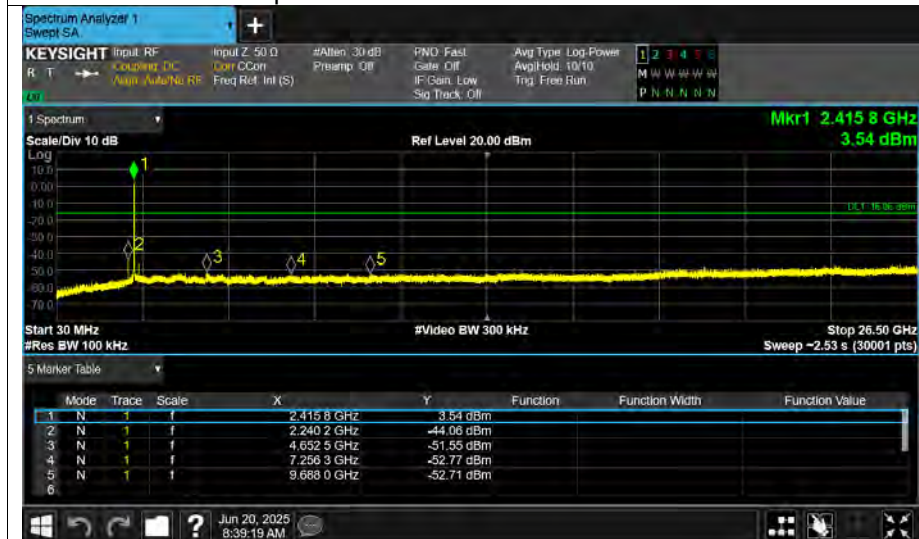 Spectrum Analyzer 1
Swept SA
+
KEYSIGHT Input: RF Input Z: 50 Ω #Atten: 30 dB PNO: Fast Avg Type: Log-Power 1 2 3 4 5 6
R T Coupling: DC Corr CCorr Preamp: Off Gate: Off Avg|Hold: 10/10 M W W W W W
Align: Auto/No RF Freq Ref: Int (S) IF Gain: Low Trig: Free Run
Sig Track: Off P N N N N N
1 Spectrum Mkr1 2.415 8 GHz
Scale/Div 10 dB Ref Level 20.00 dBm 3.54 dBm
Log
10.0
0.00
-10.0
-20.0
-30.0
-40.0
-50.0
-60.0
-70.0
1
DL1 -16.06 dBm
2
3
4
5
Start 30 MHz #Video BW 300 kHz Stop 26.50 GHz
#Res BW 100 kHz Sweep ~2.53 s (30001 pts)
5 Marker Table
Mode Trace Scale X Y Function Function Width Function Value
1 N 1 f 2.415 8 GHz 3.54 dBm
2 N 1 f 2.240 2 GHz -44.06 dBm
3 N 1 f 4.652 5 GHz -51.55 dBm
4 N 1 f 7.256 3 GHz -52.77 dBm
5 N 1 f 9.688 0 GHz -52.71 dBm
6
? Jun 20, 2025
8:39:19 AM